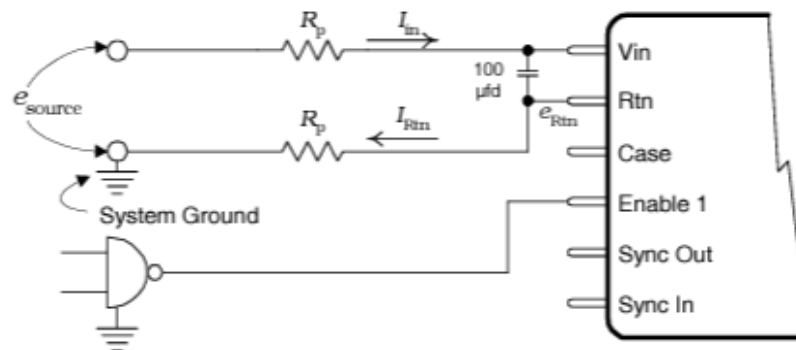 R_p
I_in
Vin
100
μfd
e_source
Rtn
R_p
I_Rtn
e_Rtn
Case
System Ground
Enable 1
Sync Out
Sync In